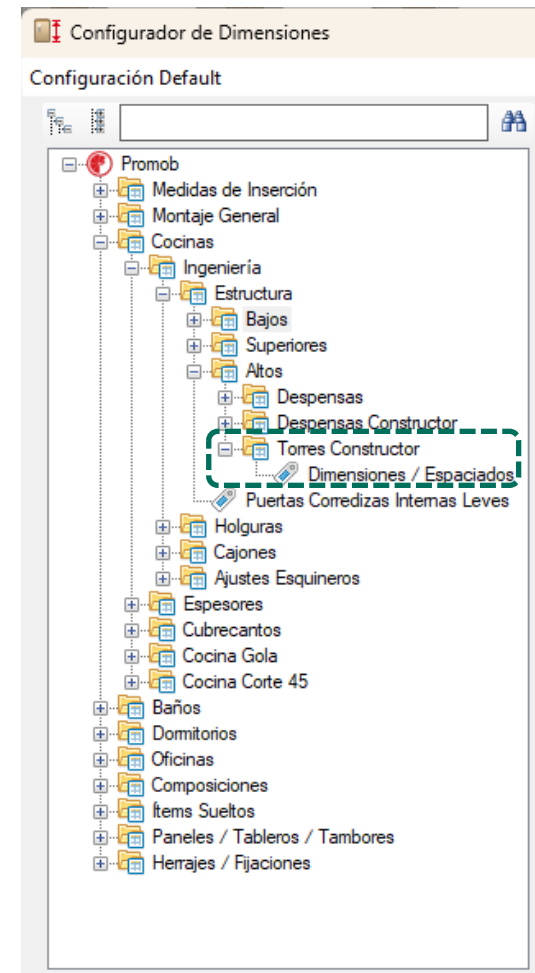 Configurador de Dimensiones
Configuración Default
Promob
Medidas de Inserción
Montaje General
Cocinas
Ingeniería
Estructura
Bajos
Superiores
Altos
Despensas
Despensas Constructor
Torres Constructor
Dimensiones / Espaciados
Puertas Corredizas Internas Leves
Holguras
Cajones
Ajustes Esquineros
Espesores
Cubrecantos
Cocina Gola
Cocina Corte 45
Baños
Dormitorios
Oficinas
Composiciones
Ítems Sueltos
Paneles / Tableros / Tambores
Herrajes / Fijaciones